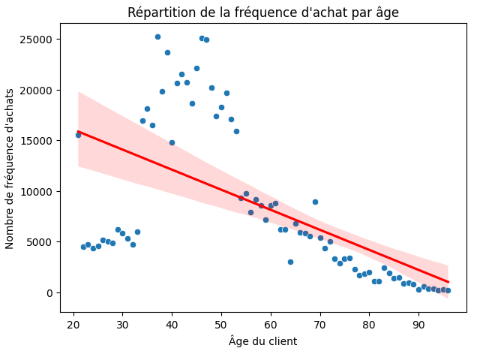 Répartition de la fréquence d'achat par âge
Nombre de fréquence d'achats
25000
20000
15000
10000
5000
0
20 30 40 50 60 70 80 90
Âge du client